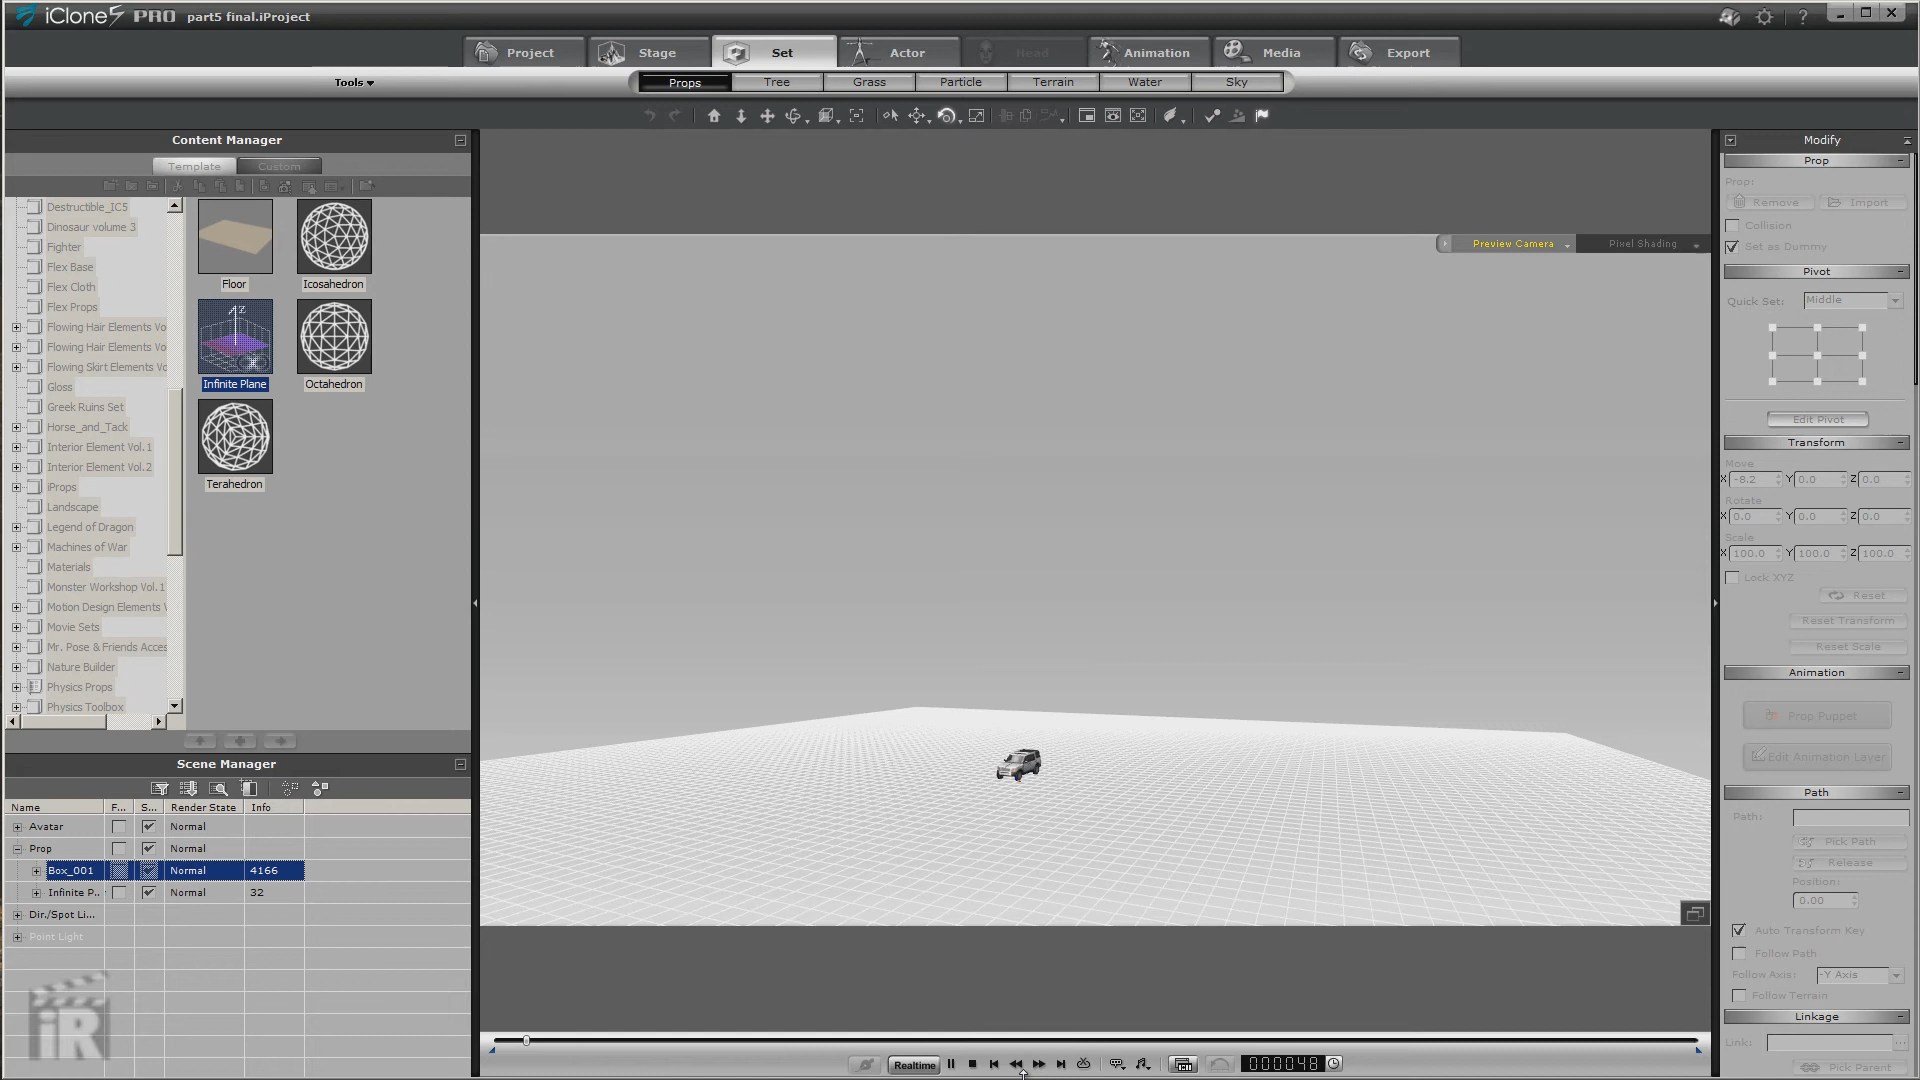 iClone5 PRO part5 final.iProject
Project
Stage
Set
Actor
Head
Animation
Media
Export
Tools
Props
Tree
Grass
Particle
Terrain
Water
Sky
Content Manager
Template
Custom
Destructible_IC5
Dinosaur volume 3
Fighter
Flex Base
Flex Cloth
Flex Props
Flowing Hair Elements Vo
Flowing Hair Elements Vo
Flowing Skirt Elements Vo
Gloss
Greek Ruins Set
Horse_and_Tack
Interior Element Vol.1
Interior Element Vol.2
iProps
Landscape
Legend of Dragon
Machines of War
Materials
Monster Workshop Vol.1
Motion Design Elements V
Movie Sets
Mr. Pose & Friends Acces
Nature Builder
Physics Props
Physics Toolbox
Floor
Icosahedron
Infinite Plane
Octahedron
Terahedron
Preview Camera
Pixel Shading
Scene Manager
Name F... S... Render State Info
Avatar Normal
Prop Normal
Box_001 Normal 4166
Infinite P... Normal 32
Dir./Spot Li...
Point Light
iR
Realtime
000048
Modify
Prop
Prop:
Remove
Import
Collision
Set as Dummy
Pivot
Quick Set: Middle
Edit Pivot
Transform
Move
X -8.2 Y 0.0 Z 0.0
Rotate
X 0.0 Y 0.0 Z 0.0
Scale
X 100.0 Y 100.0 Z 100.0
Lock XYZ
Reset
Reset Transform
Reset Scale
Animation
Prop Puppet
Edit Animation Layer
Path
Path:
Pick Path
Release
Position:
0.00
Auto Transform Key
Follow Path
Follow Axis: -Y Axis
Follow Terrain
Linkage
Link:
Pick Parent